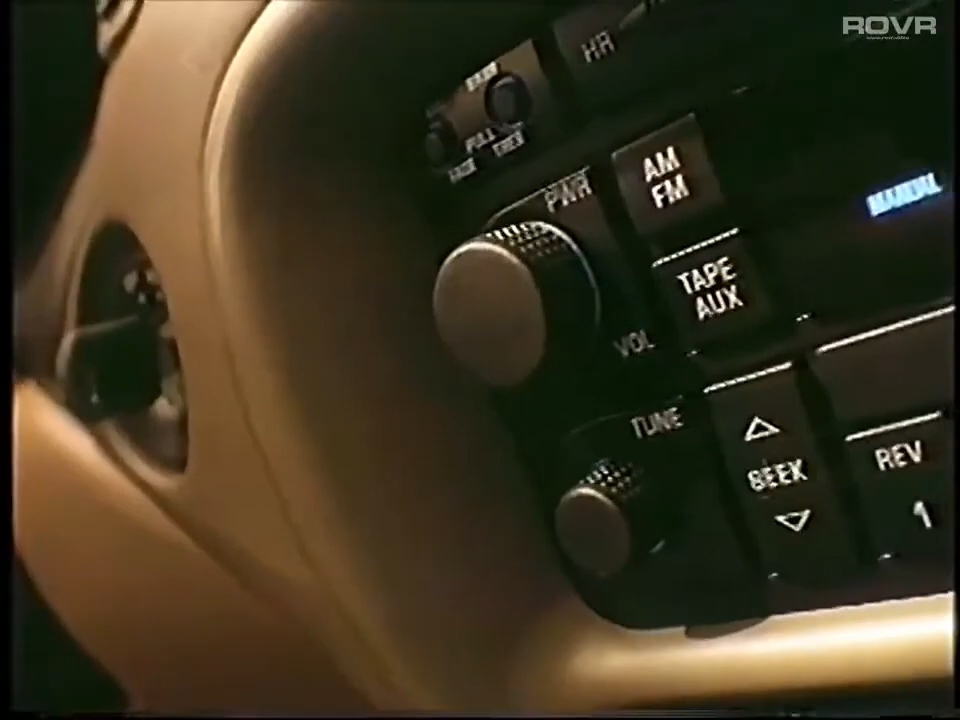 ROVR
HR
PULL
PWR
AM
FM
MANUAL
TAPE
AUX
VOL
TUNE
SEEK
REV
1